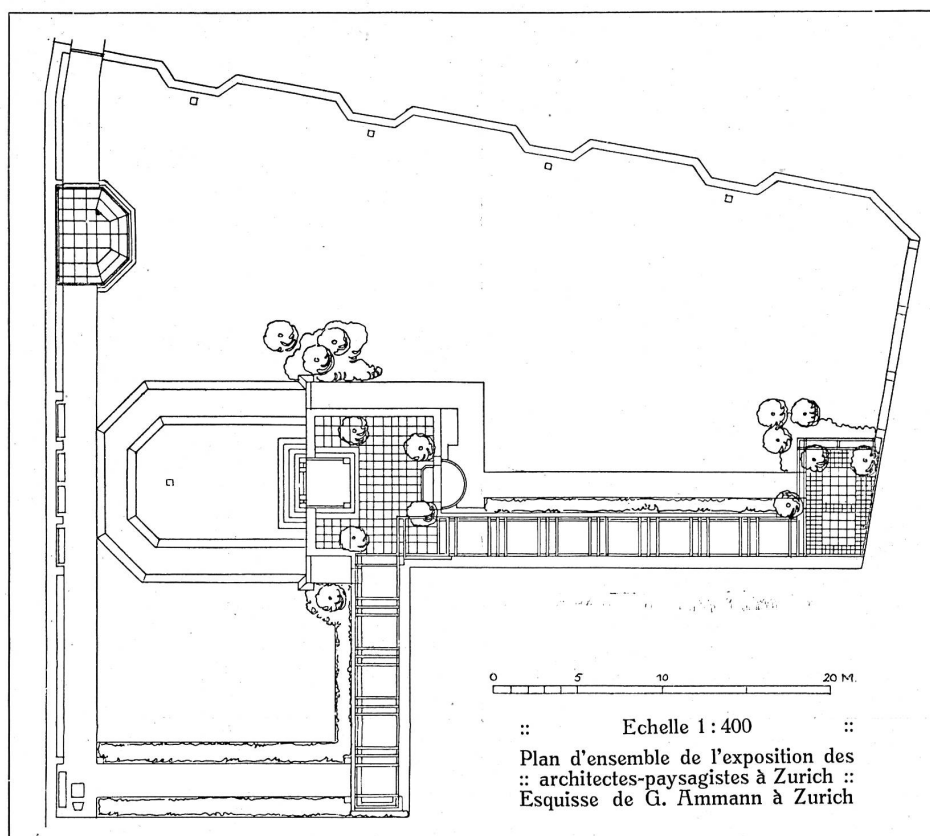 0 5 10 20 M.
:: Echelle 1 : 400 ::
Plan d'ensemble de l'exposition des
:: architectes-paysagistes à Zurich ::
Esquisse de G. Ammann à Zurich